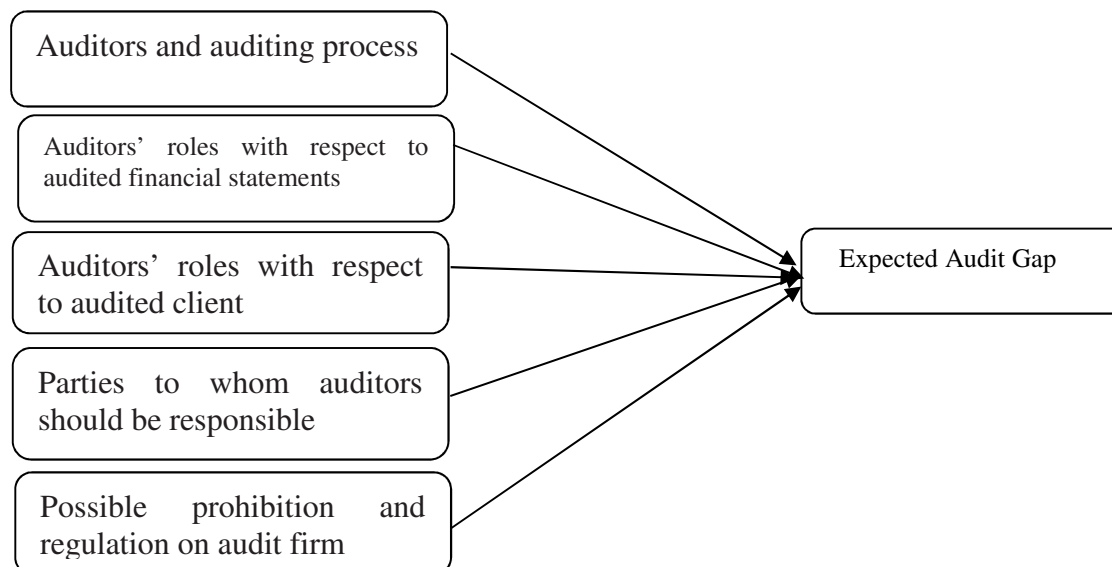 Auditors and auditing process
Auditors’ roles with respect to
audited financial statements
Auditors’ roles with respect
to audited client
Parties to whom auditors
should be responsible
Possible prohibition and
regulation on audit firm
Expected Audit Gap